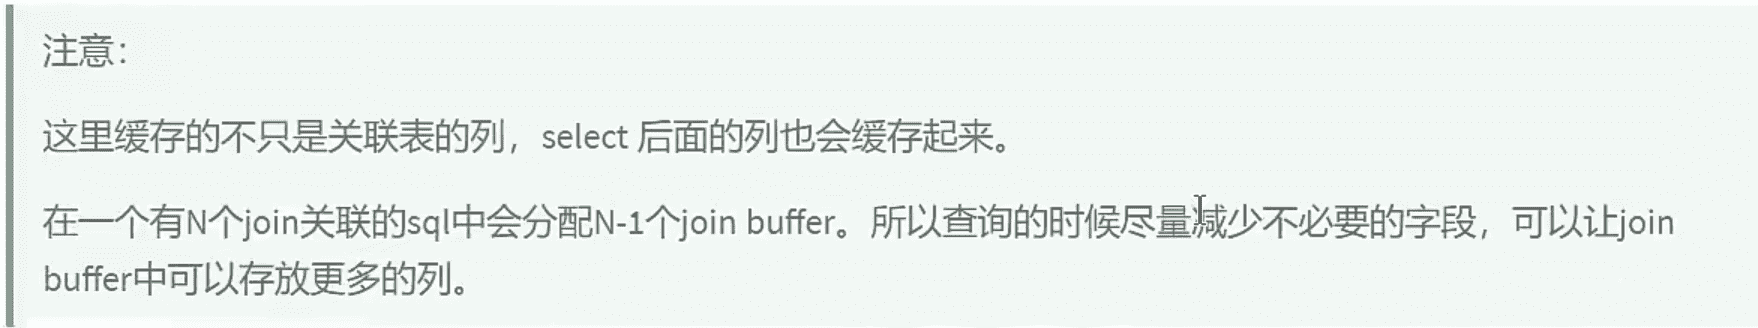 注意：
这里缓存的不只是关联表的列，select 后面的列也会缓存起来。
在一个有N个join关联的sql中会分配N-1个join buffer。所以查询的时候尽量减少不必要的字段，可以让join
buffer中可以存放更多的列。